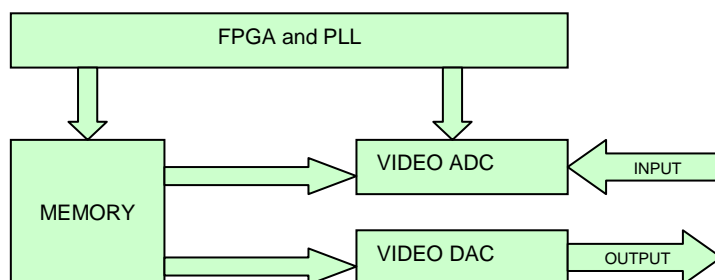 FPGA and PLL
VIDEO ADC
INPUT
MEMORY
VIDEO DAC
OUTPUT